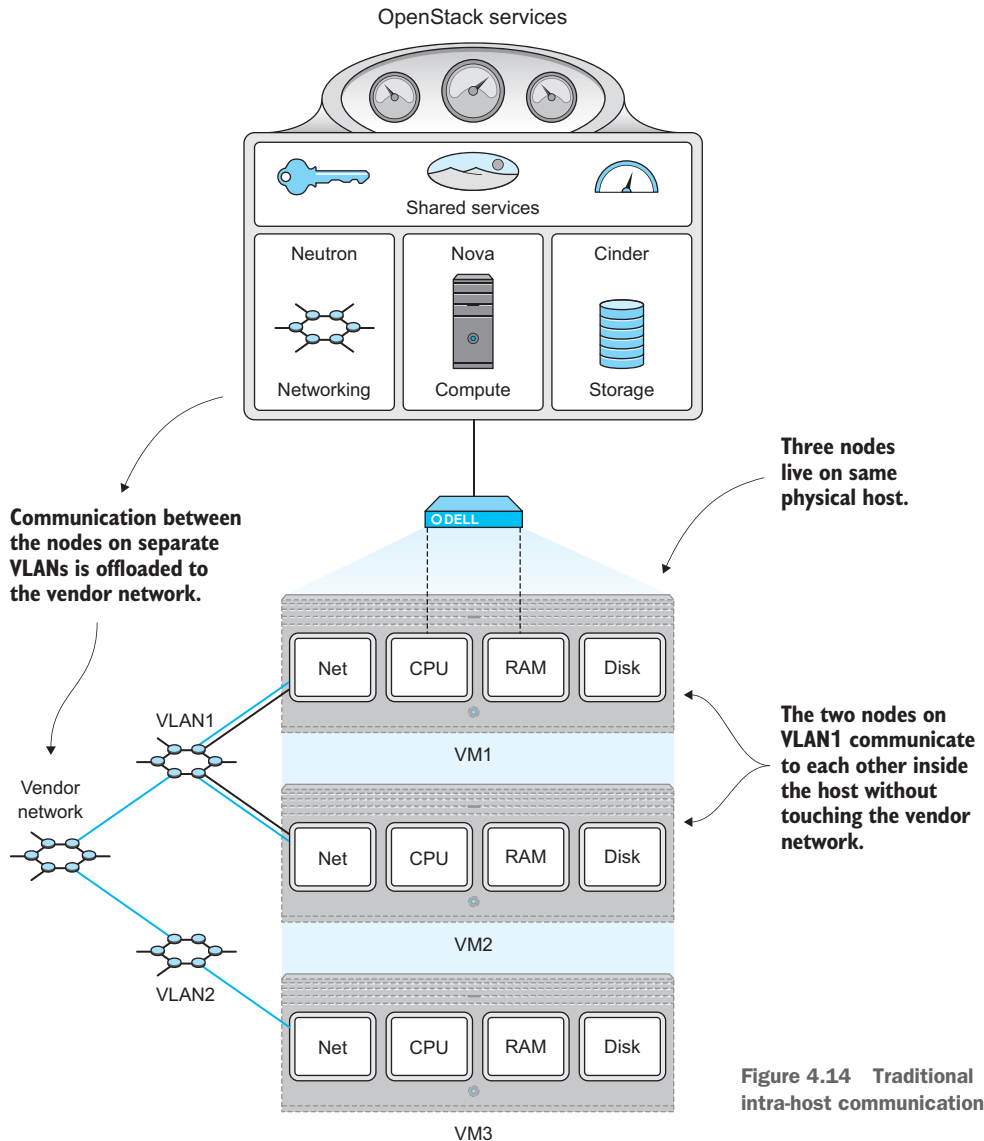 OpenStack services
Shared services
Neutron
Networking
Nova
Compute
Cinder
Storage
Three nodes
live on same
physical host.
DELL
Communication between
the nodes on separate
VLANs is offloaded to
the vendor network.
Net
CPU
RAM
Disk
VLAN1
VM1
The two nodes on
VLAN1 communicate
to each other inside
the host without
touching the vendor
network.
Vendor
network
Net
CPU
RAM
Disk
VM2
VLAN2
Net
CPU
RAM
Disk
VM3
Figure 4.14 Traditional
intra-host communication